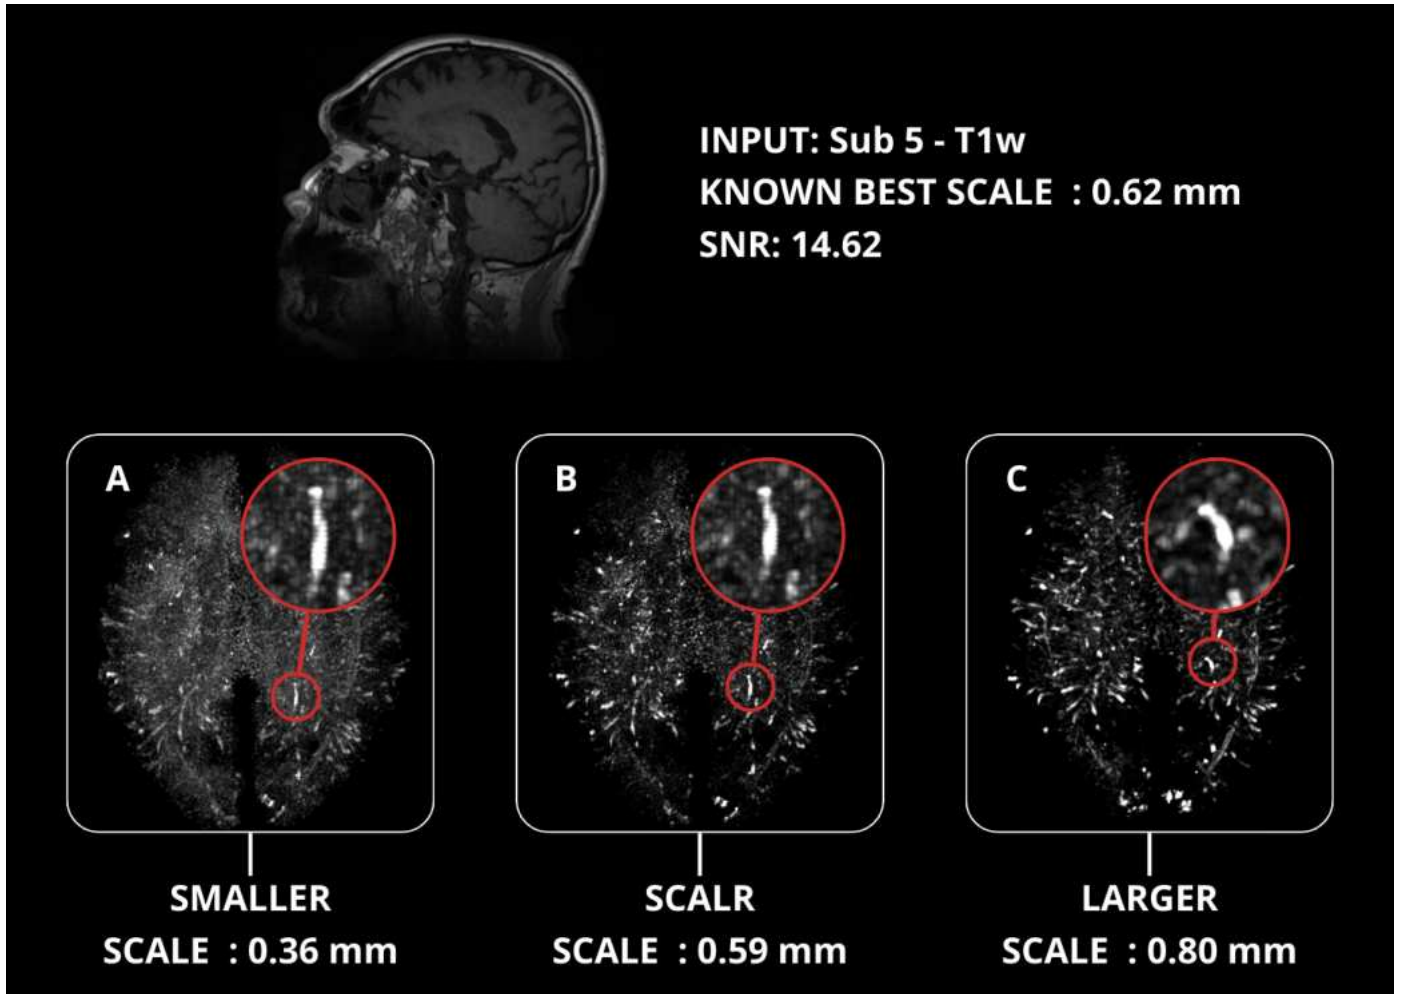 INPUT: Sub 5 - T1w
KNOWN BEST SCALE : 0.62 mm
SNR: 14.62
A
B
C
SMALLER
SCALE : 0.36 mm
SCALR
SCALE : 0.59 mm
LARGER
SCALE : 0.80 mm